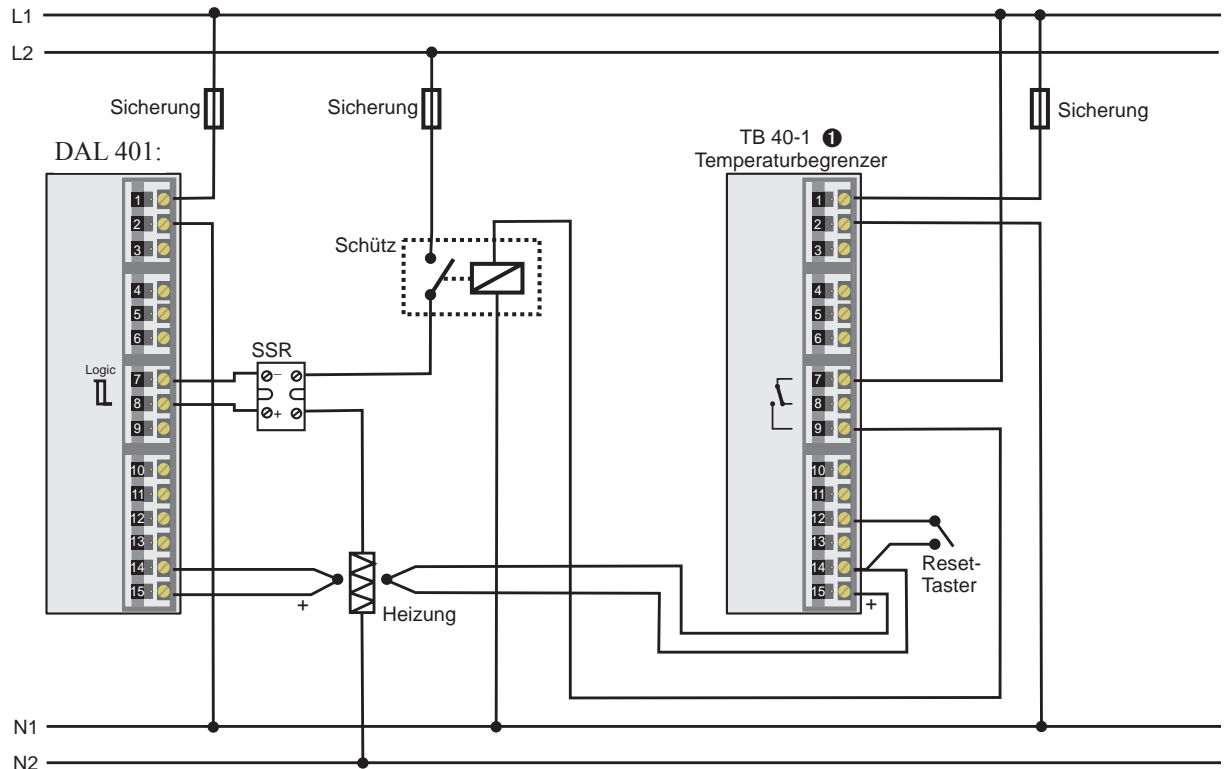 L1
L2
Sicherung
Sicherung
Sicherung
DAL 401:
TB 40-1 ❶
Temperaturbegrenzer
1
2
3
4
5
6
7
8
9
10
11
12
13
14
15
Logic
SSR
−
+
Schütz
+
Heizung
1
2
3
4
5
6
7
8
9
10
11
12
13
14
15
+
Reset-
Taster
N1
N2